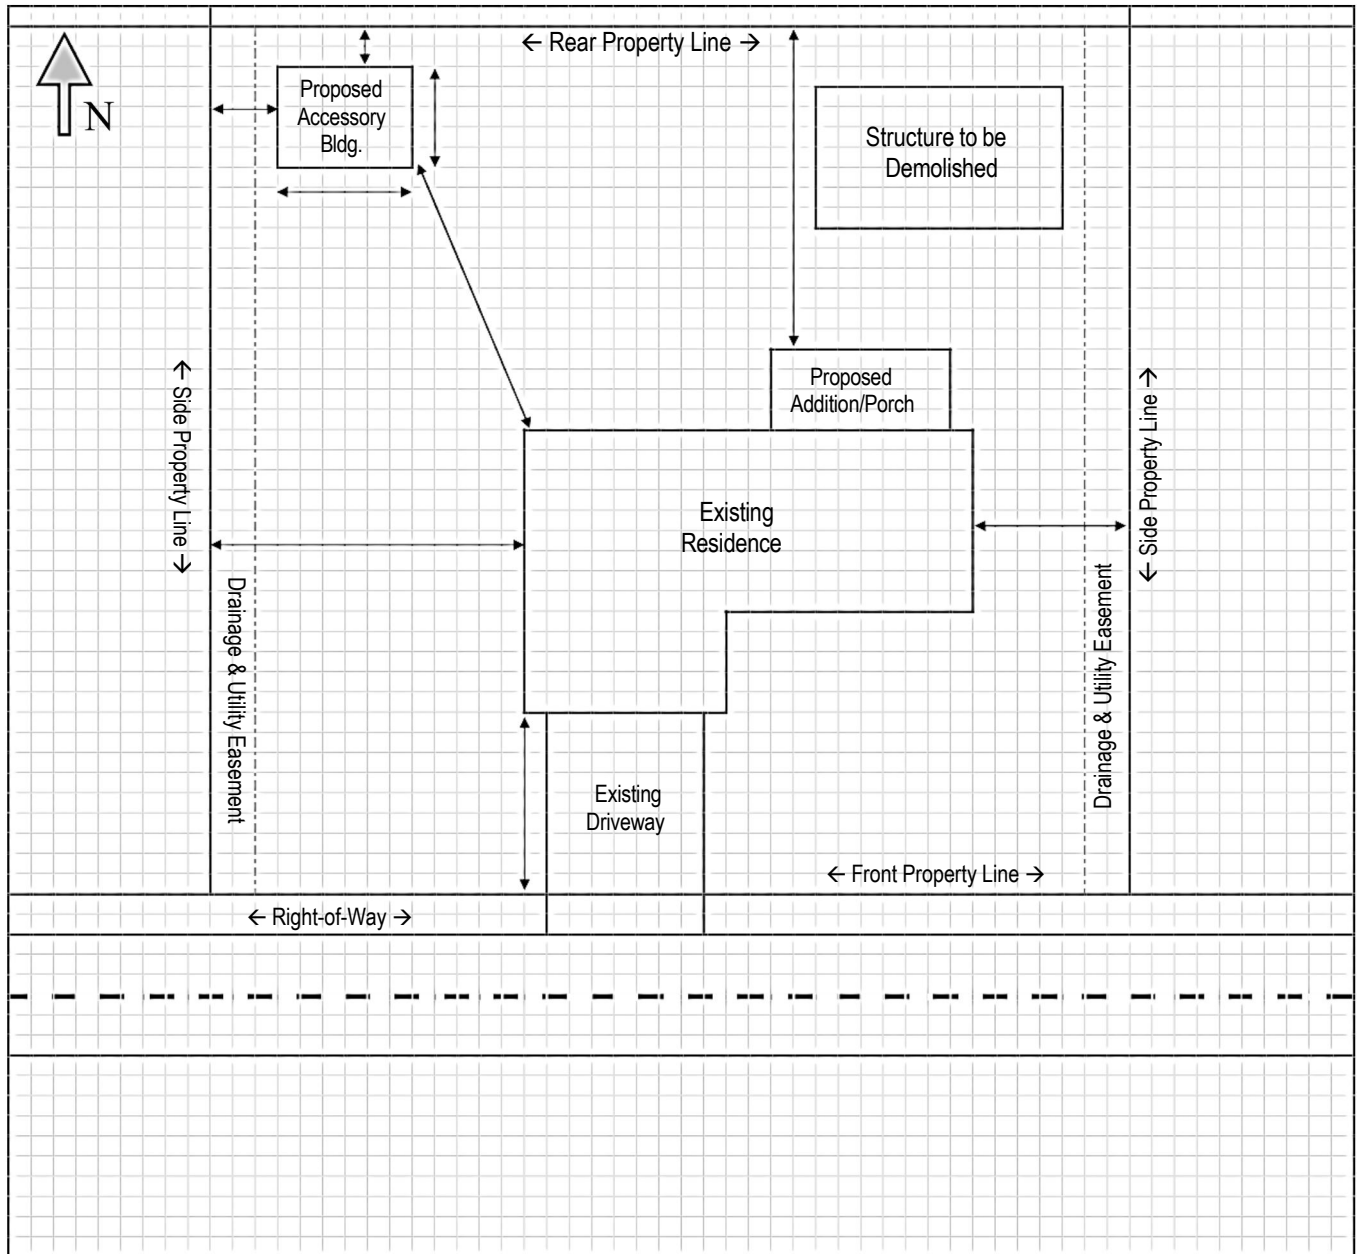 ← Rear Property Line →
N
Proposed
Accessory
Bldg.
Structure to be
Demolished
Proposed
Addition/Porch
← Side Property Line →
← Side Property Line →
Existing
Residence
Drainage & Utility Easement
Drainage & Utility Easement
Existing
Driveway
← Front Property Line →
← Right-of-Way →